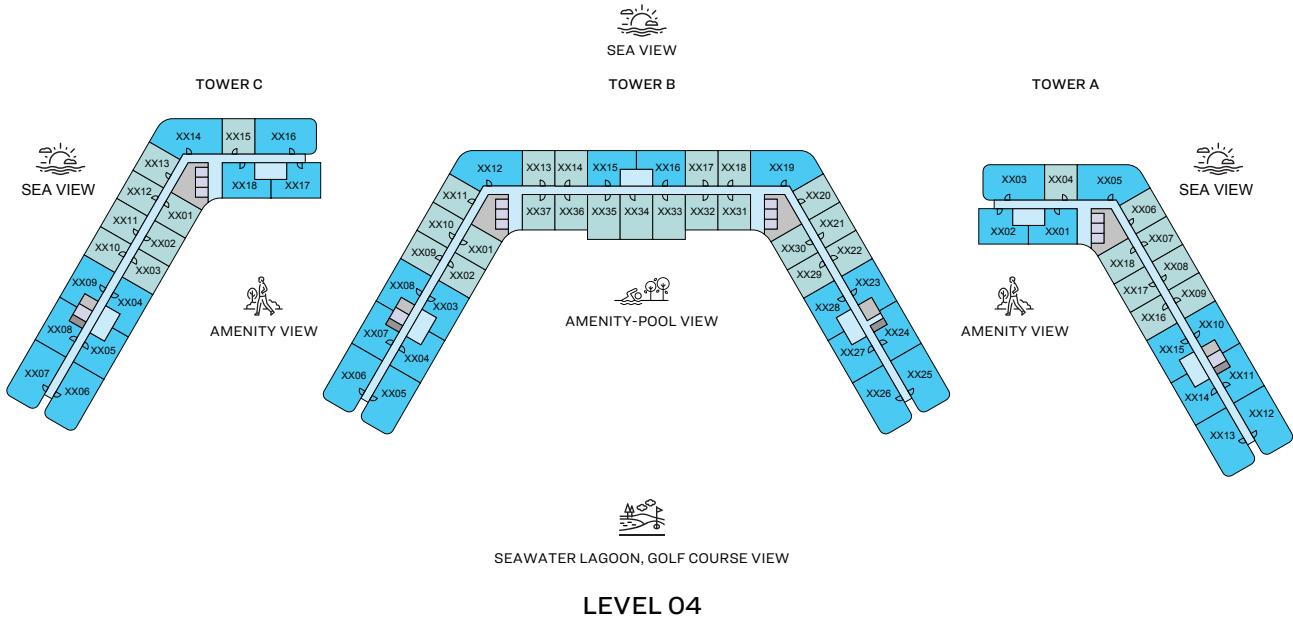 SEA VIEW
TOWER C
TOWER B
TOWER A
SEA VIEW
SEA VIEW
XX14
XX15
XX16
XX13
XX12
XX11
XX10
XX09
XX08
XX07
XX18
XX17
XX01
XX02
XX03
XX04
XX05
XX06
AMENITY VIEW
XX12
XX13
XX14
XX15
XX16
XX17
XX18
XX19
XX11
XX10
XX09
XX08
XX07
XX06
XX37
XX36
XX35
XX34
XX33
XX32
XX31
XX01
XX02
XX03
XX04
XX05
XX20
XX21
XX22
XX23
XX24
XX25
XX30
XX29
XX28
XX27
XX26
AMENITY-POOL VIEW
XX03
XX04
XX05
XX02
XX01
XX06
XX07
XX08
XX09
XX10
XX11
XX12
XX18
XX17
XX16
XX15
XX14
XX13
AMENITY VIEW
SEAWATER LAGOON, GOLF COURSE VIEW
LEVEL 04